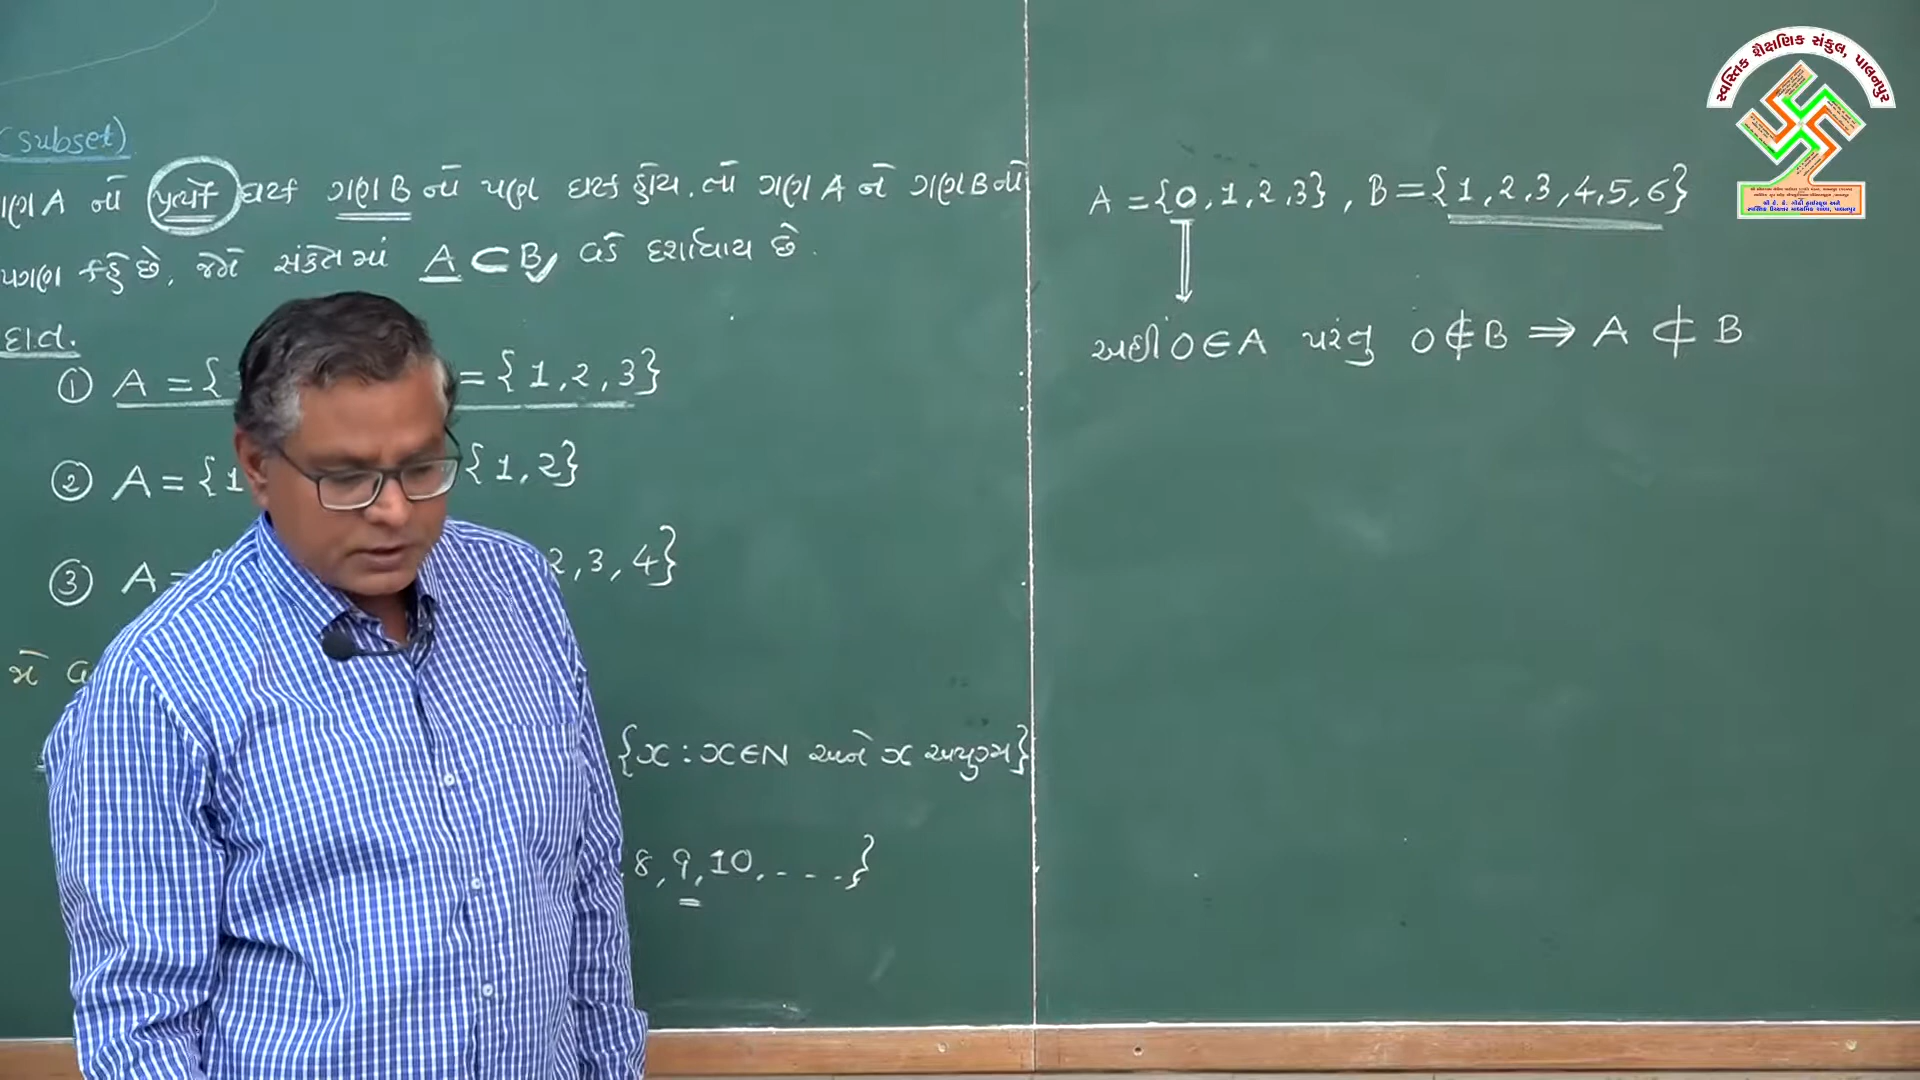 (subset)
ગણ A નો પ્રત્યેક ઘટક ગણ B નો પણ ઘટક હોય. તો ગણ A ને ગણ B નો
પગણ કહે છે. જેને સંકેતમાં A ⊂ B વડે દર્શાવાય છે.
દા.ત.
① A = { = {1, 2, 3}
② A = {1 {1, 2}
③ A = 2, 3, 4}
{x : x ∈ N અને x અયુગ્મ}
8, 9, 10, - - - -}
A = {0, 1, 2, 3}, B = {1, 2, 3, 4, 5, 6}
અહીં 0 ∈ A પરંતુ 0 ∉ B ⇒ A ⊄ B
સ્વસ્તિક શૈક્ષણિક સંકુલ, પાલનપુર